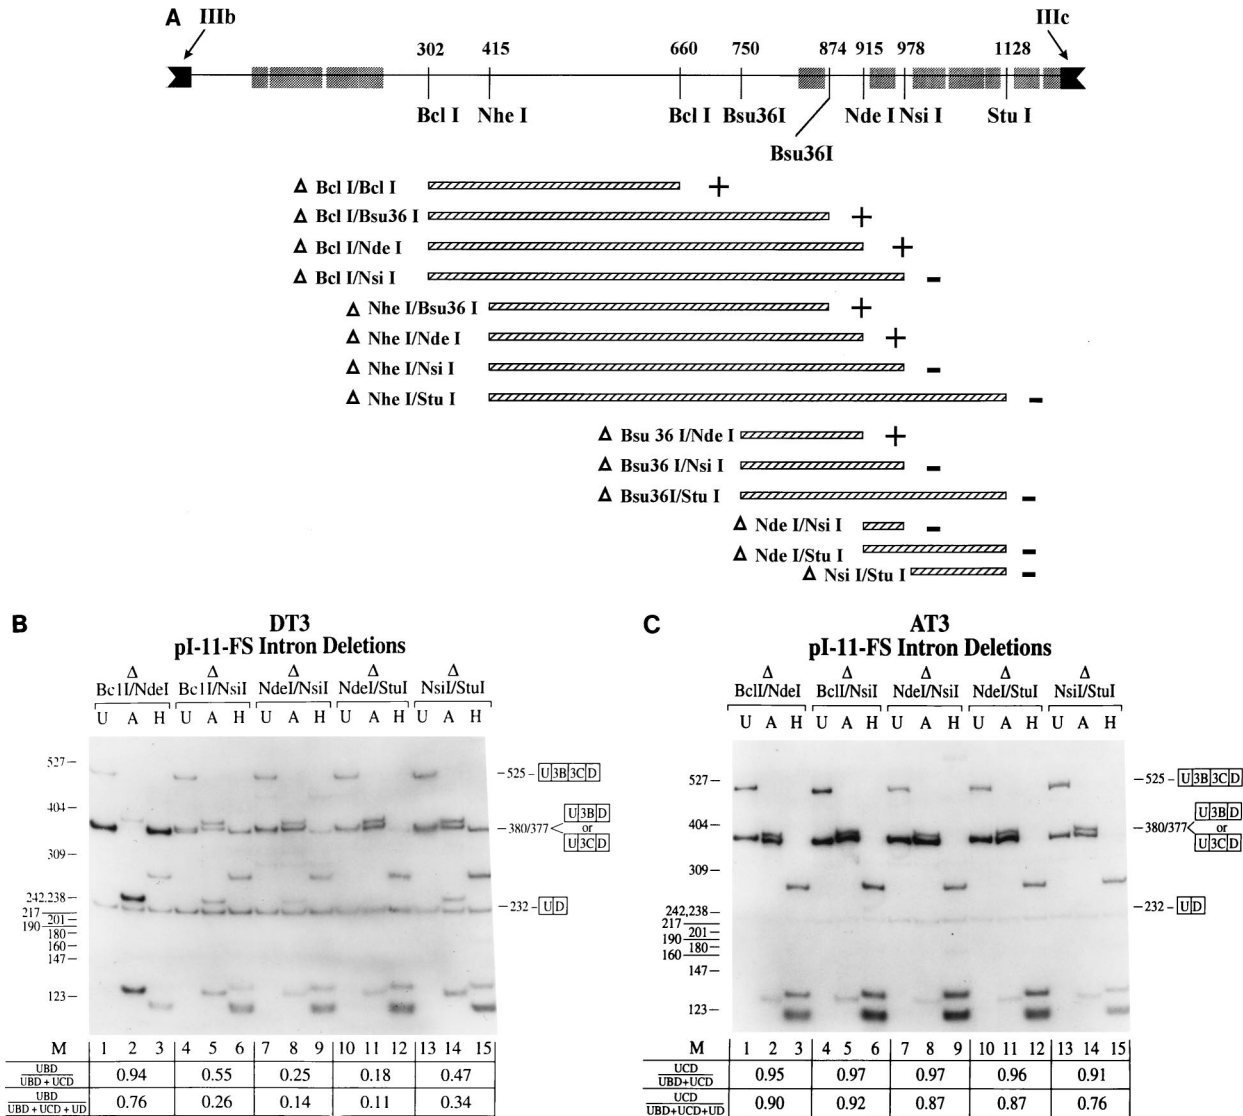 A IIIb IIIc
302 415 660 750 874 915 978 1128
Bcl I Nhe I Bcl I Bsu36I Nde I Nsi I Stu I
Bsu36I
Δ Bcl I/Bcl I +
Δ Bcl I/Bsu36 I +
Δ Bcl I/Nde I +
Δ Bcl I/Nsi I -
Δ Nhe I/Bsu36 I +
Δ Nhe I/Nde I +
Δ Nhe I/Nsi I -
Δ Nhe I/Stu I -
Δ Bsu 36 I/Nde I +
Δ Bsu36 I/Nsi I -
Δ Bsu36I/Stu I -
Δ Nde I/Nsi I -
Δ Nde I/Stu I -
Δ Nsi I/Stu I -
B DT3
pI-11-FS Intron Deletions
Δ Δ Δ Δ Δ
BclI/NdeI BclI/NsiI NdeI/NsiI NdeI/StuI NsiI/StuI
U A H U A H U A H U A H U A H
527
404
309
242,238
217
201
190
180
160
147
123
525 - U 3B 3C D
380/377 U 3B D
or
U 3C D
232 - U D
M 1 2 3 4 5 6 7 8 9 10 11 12 13 14 15
UBD
UBD + UCD 0.94 0.55 0.25 0.18 0.47
UBD
UBD + UCD + UD 0.76 0.26 0.14 0.11 0.34
C AT3
pI-11-FS Intron Deletions
Δ Δ Δ Δ Δ
BclI/NdeI BclI/NsiI NdeI/NsiI NdeI/StuI NsiI/StuI
U A H U A H U A H U A H U A H
527
404
309
242,238
217
201
190
180
160
147
123
525 - U 3B 3C D
380/377 U 3B D
or
U 3C D
232 - U D
M 1 2 3 4 5 6 7 8 9 10 11 12 13 14 15
UCD
UBD+UCD 0.95 0.97 0.97 0.96 0.91
UCD
UBD+UCD+UD 0.90 0.92 0.87 0.87 0.76